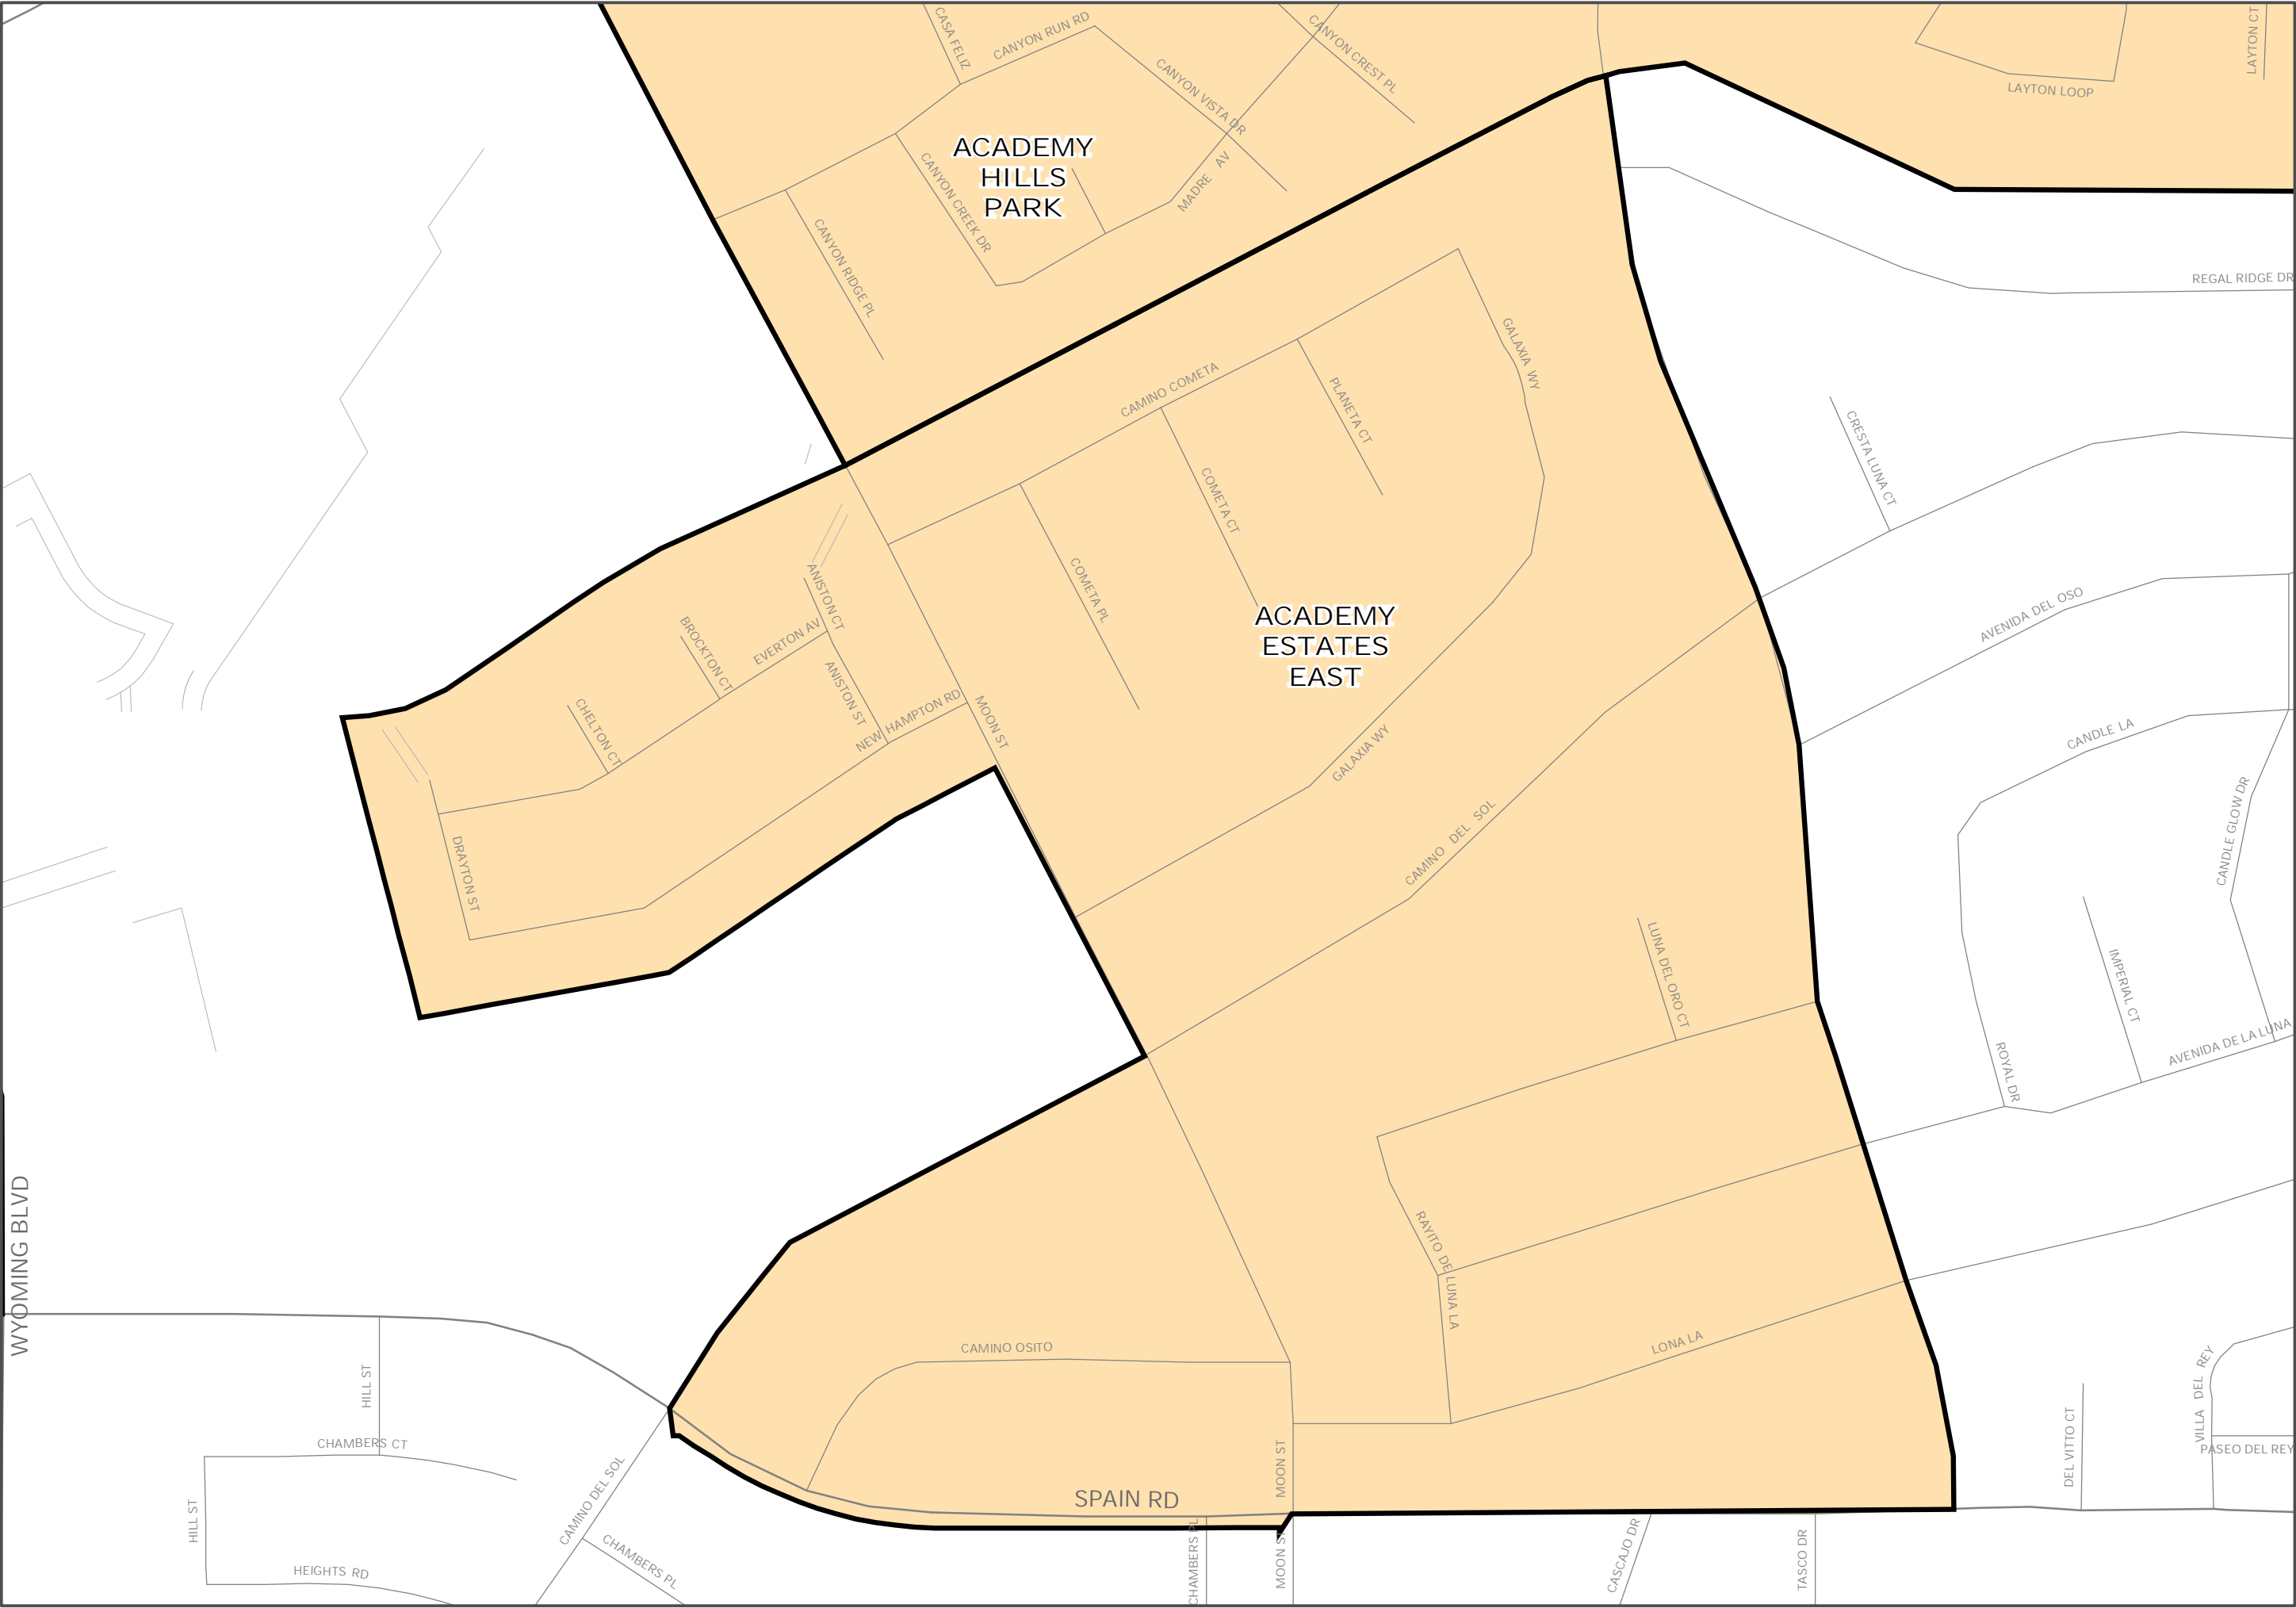 CASA FELIZ
CANYON RUN RD
CANYON VISTA DR
CANYON CREST PL
LAYTON LOOP
LAYTON CT
ACADEMY
HILLS
PARK
CANYON CREEK DR
MADRE AV
CANYON RIDGE PL
REGAL RIDGE DR
GALAXIA WY
CAMINO COMETA
PLANETA CT
COMETA CT
COMETA PL
CRESTA LUNA CT
ACADEMY
ESTATES
EAST
ANISTON CT
BROCKTON CT
EVERTON AV
ANISTON ST
NEW HAMPTON RD
MOON ST
CHELTON CT
DRAYTON ST
AVENIDA DEL OSO
CANDLE LA
CANDLE GLOW DR
GALAXIA WY
CAMINO DEL SOL
LUNA DEL ORO CT
IMPERIAL CT
ROYAL DR
AVENIDA DE LA LUNA
RAYITO DE LUNA LA
LONA LA
WYOMING BLVD
HILL ST
CHAMBERS CT
HILL ST
HEIGHTS RD
CAMINO DEL SOL
CHAMBERS PL
CAMINO OSITO
SPAIN RD
MOON ST
CHAMBERS PL
MOON ST
CASCAJO DR
TASCO DR
DEL VITTO CT
VILLA DEL REY
PASEO DEL REY